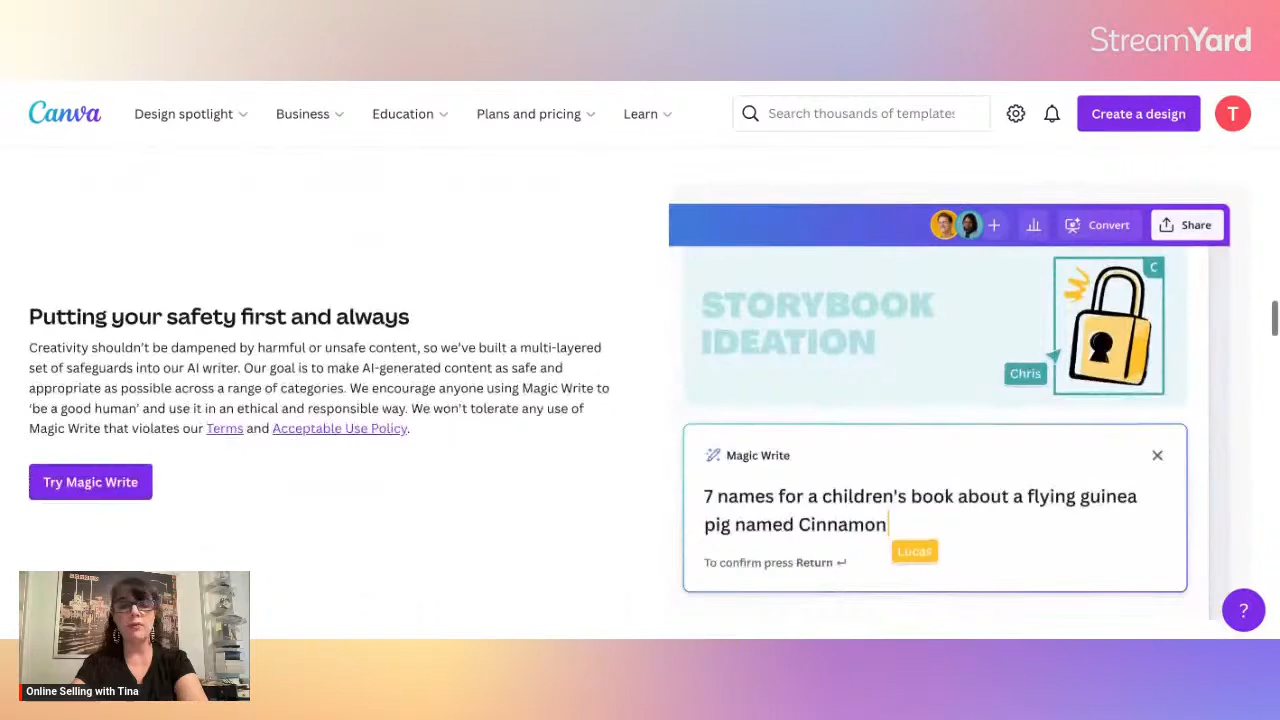 StreamYard
Canva
Design spotlight
Business
Education
Plans and pricing
Learn
Search thousands of templates
Create a design
T
Convert
Share
STORYBOOK
IDEATION
C
Chris
Putting your safety first and always
Creativity shouldn't be dampened by harmful or unsafe content, so we've built a multi-layered
set of safeguards into our AI writer. Our goal is to make AI-generated content as safe and
appropriate as possible across a range of categories. We encourage anyone using Magic Write to
'be a good human' and use it in an ethical and responsible way. We won't tolerate any use of
Magic Write that violates our Terms and Acceptable Use Policy.
Try Magic Write
Magic Write
7 names for a children's book about a flying guinea
pig named Cinnamon
Lucas
To confirm press Return ↵
?
Online Selling with Tina